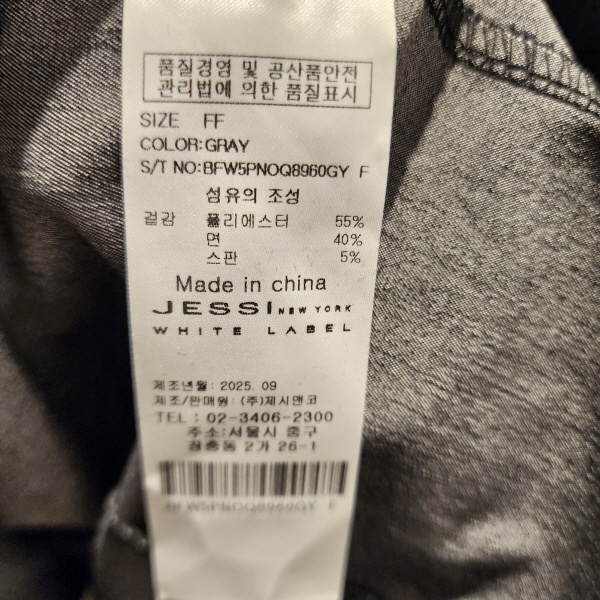 품질경영 및 공산품안전
관리법에 의한 품질표시
SIZE FF
COLOR:GRAY
S/T NO:BFW5PNOQ8960GY F
섬유의 조성
겉감 폴리에스터 55%
면 40%
스판 5%
Made in china
JESSI NEW YORK
WHITE LABEL
제조년월: 2025. 09
제조/판매원: (주)제시앤코
TEL : 02-3406-2300
주소:서울시 중구
장충동 2가 26-1
BFW5PNOQ8960GY F